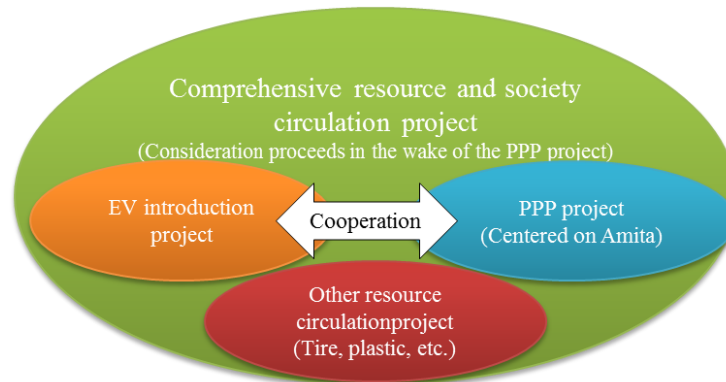 Comprehensive resource and society
circulation project
(Consideration proceeds in the wake of the PPP project)
EV introduction
project
Cooperation
PPP project
(Centered on Amita)
Other resource
circulationproject
(Tire, plastic, etc.)